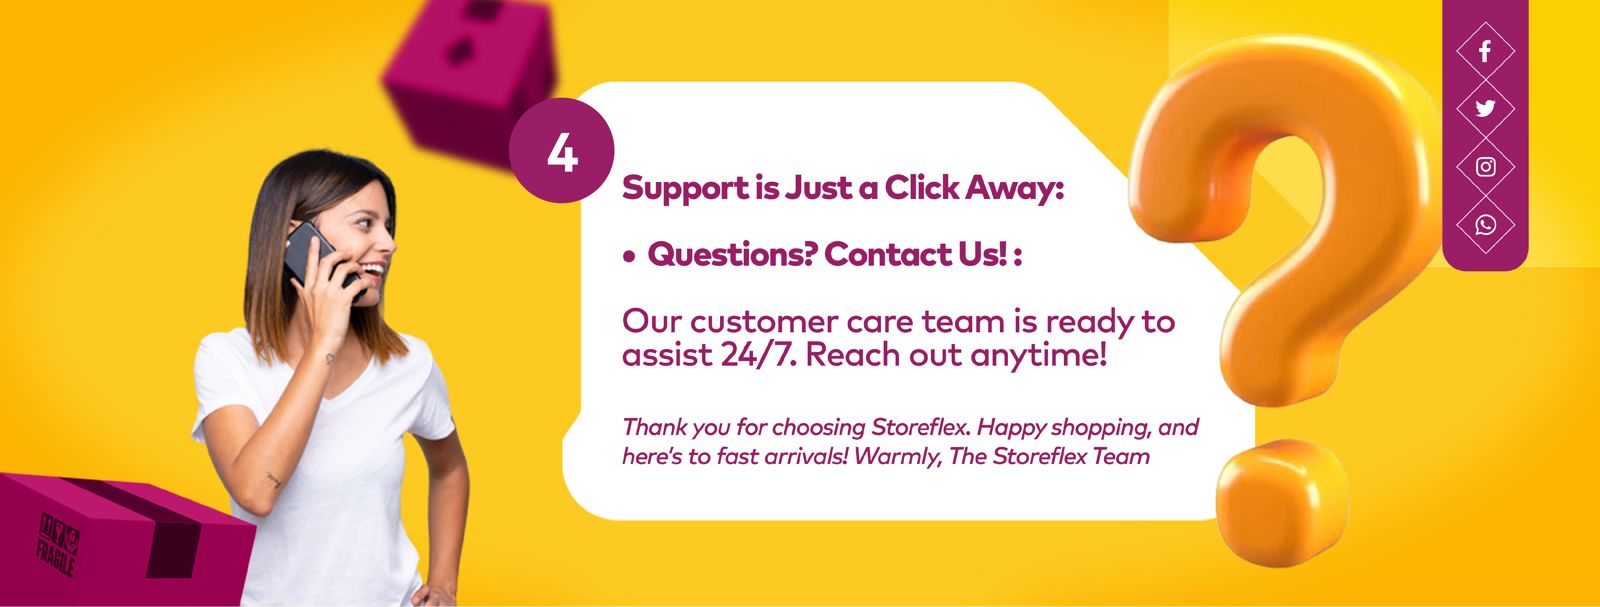 4
Support is Just a Click Away:
• Questions? Contact Us! :
Our customer care team is ready to
assist 24/7. Reach out anytime!
Thank you for choosing Storeflex. Happy shopping, and
here's to fast arrivals! Warmly, The Storeflex Team
FRAGILE